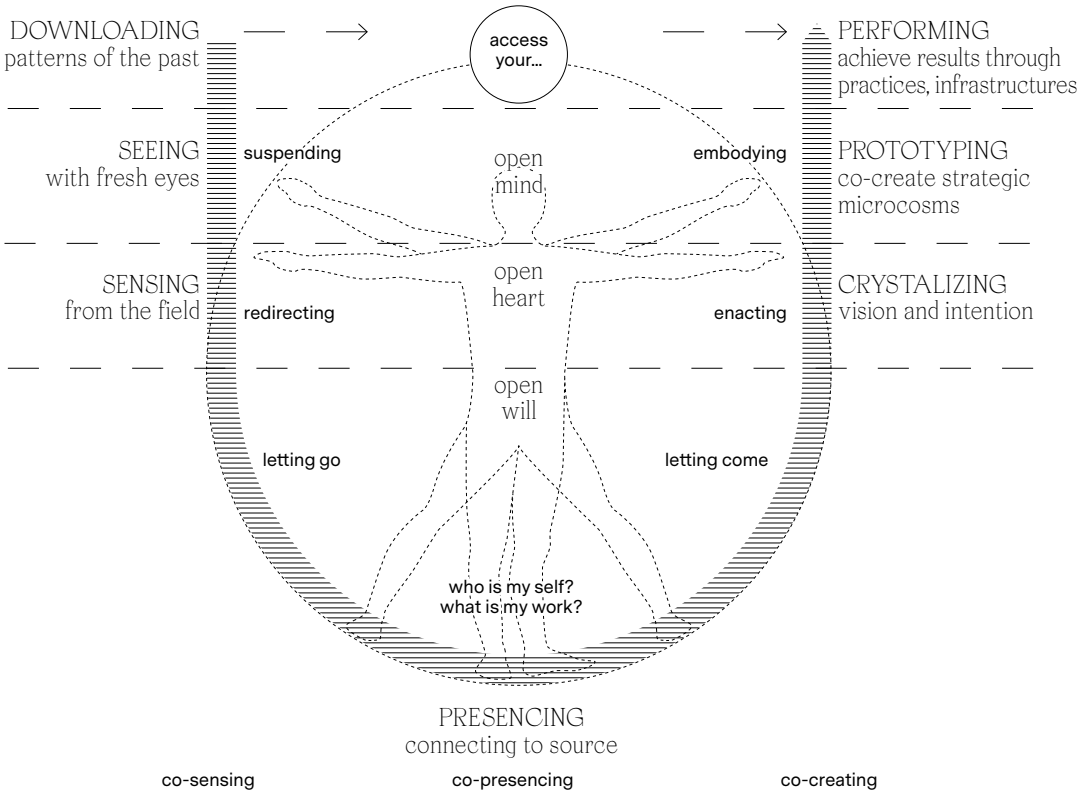 DOWNLOADING
patterns of the past
access
your...
PERFORMING
achieve results through
practices, infrastructures
SEEING
with fresh eyes
suspending
open
mind
embodying
PROTOTYPING
co-create strategic
microcosms
SENSING
from the field
redirecting
open
heart
enacting
CRYSTALIZING
vision and intention
open
will
letting go
letting come
who is my self?
what is my work?
PRESENCING
connecting to source
co-sensing
co-presencing
co-creating